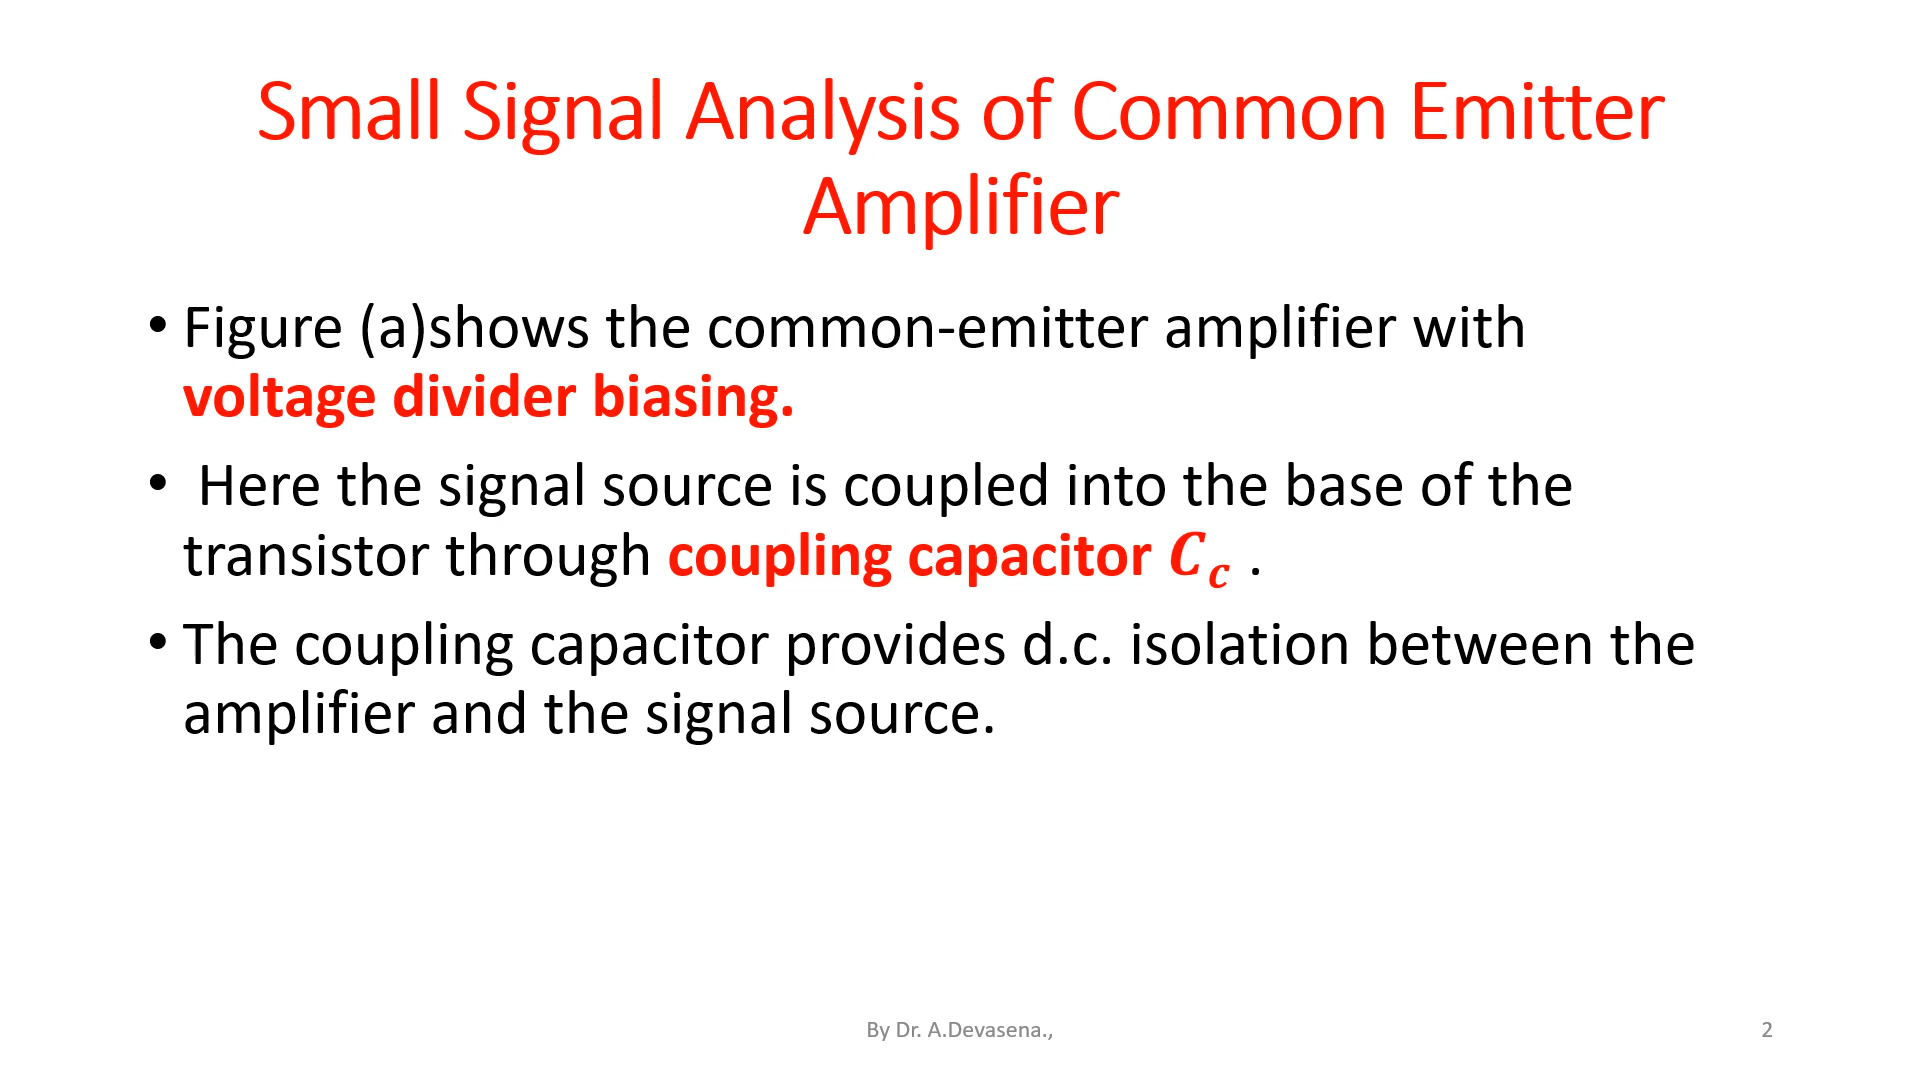 Small Signal Analysis of Common Emitter
Amplifier
• Figure (a)shows the common-emitter amplifier with
voltage divider biasing.
• Here the signal source is coupled into the base of the
transistor through coupling capacitor C_c .
• The coupling capacitor provides d.c. isolation between the
amplifier and the signal source.
By Dr. A.Devasena.,
2